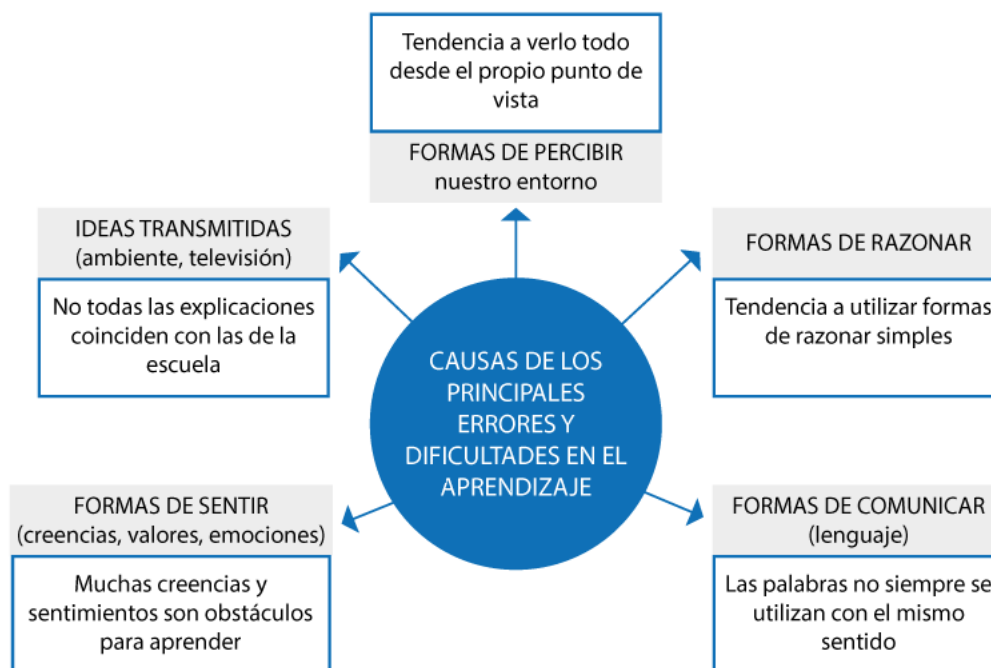 Tendencia a verlo todo
desde el propio punto de
vista
FORMAS DE PERCIBIR
nuestro entorno
IDEAS TRANSMITIDAS
(ambiente, televisión)
No todas las explicaciones
coinciden con las de la
escuela
FORMAS DE RAZONAR
Tendencia a utilizar formas
de razonar simples
CAUSAS DE LOS
PRINCIPALES
ERRORES Y
DIFICULTADES EN EL
APRENDIZAJE
FORMAS DE SENTIR
(creencias, valores, emociones)
Muchas creencias y
sentimientos son obstáculos
para aprender
FORMAS DE COMUNICAR
(lenguaje)
Las palabras no siempre se
utilizan con el mismo
sentido